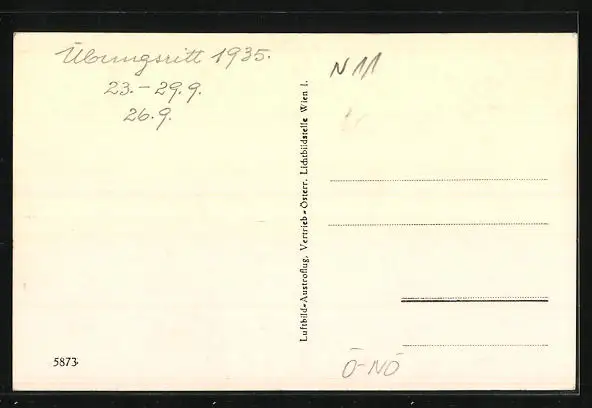 Übungsritt 1935.
23.-29.9.
26.9.
N 11
Luftbild-Austroflug, Vertrieb-Österr. Lichtbildstelle Wien I.
5873
Ö-NÖ